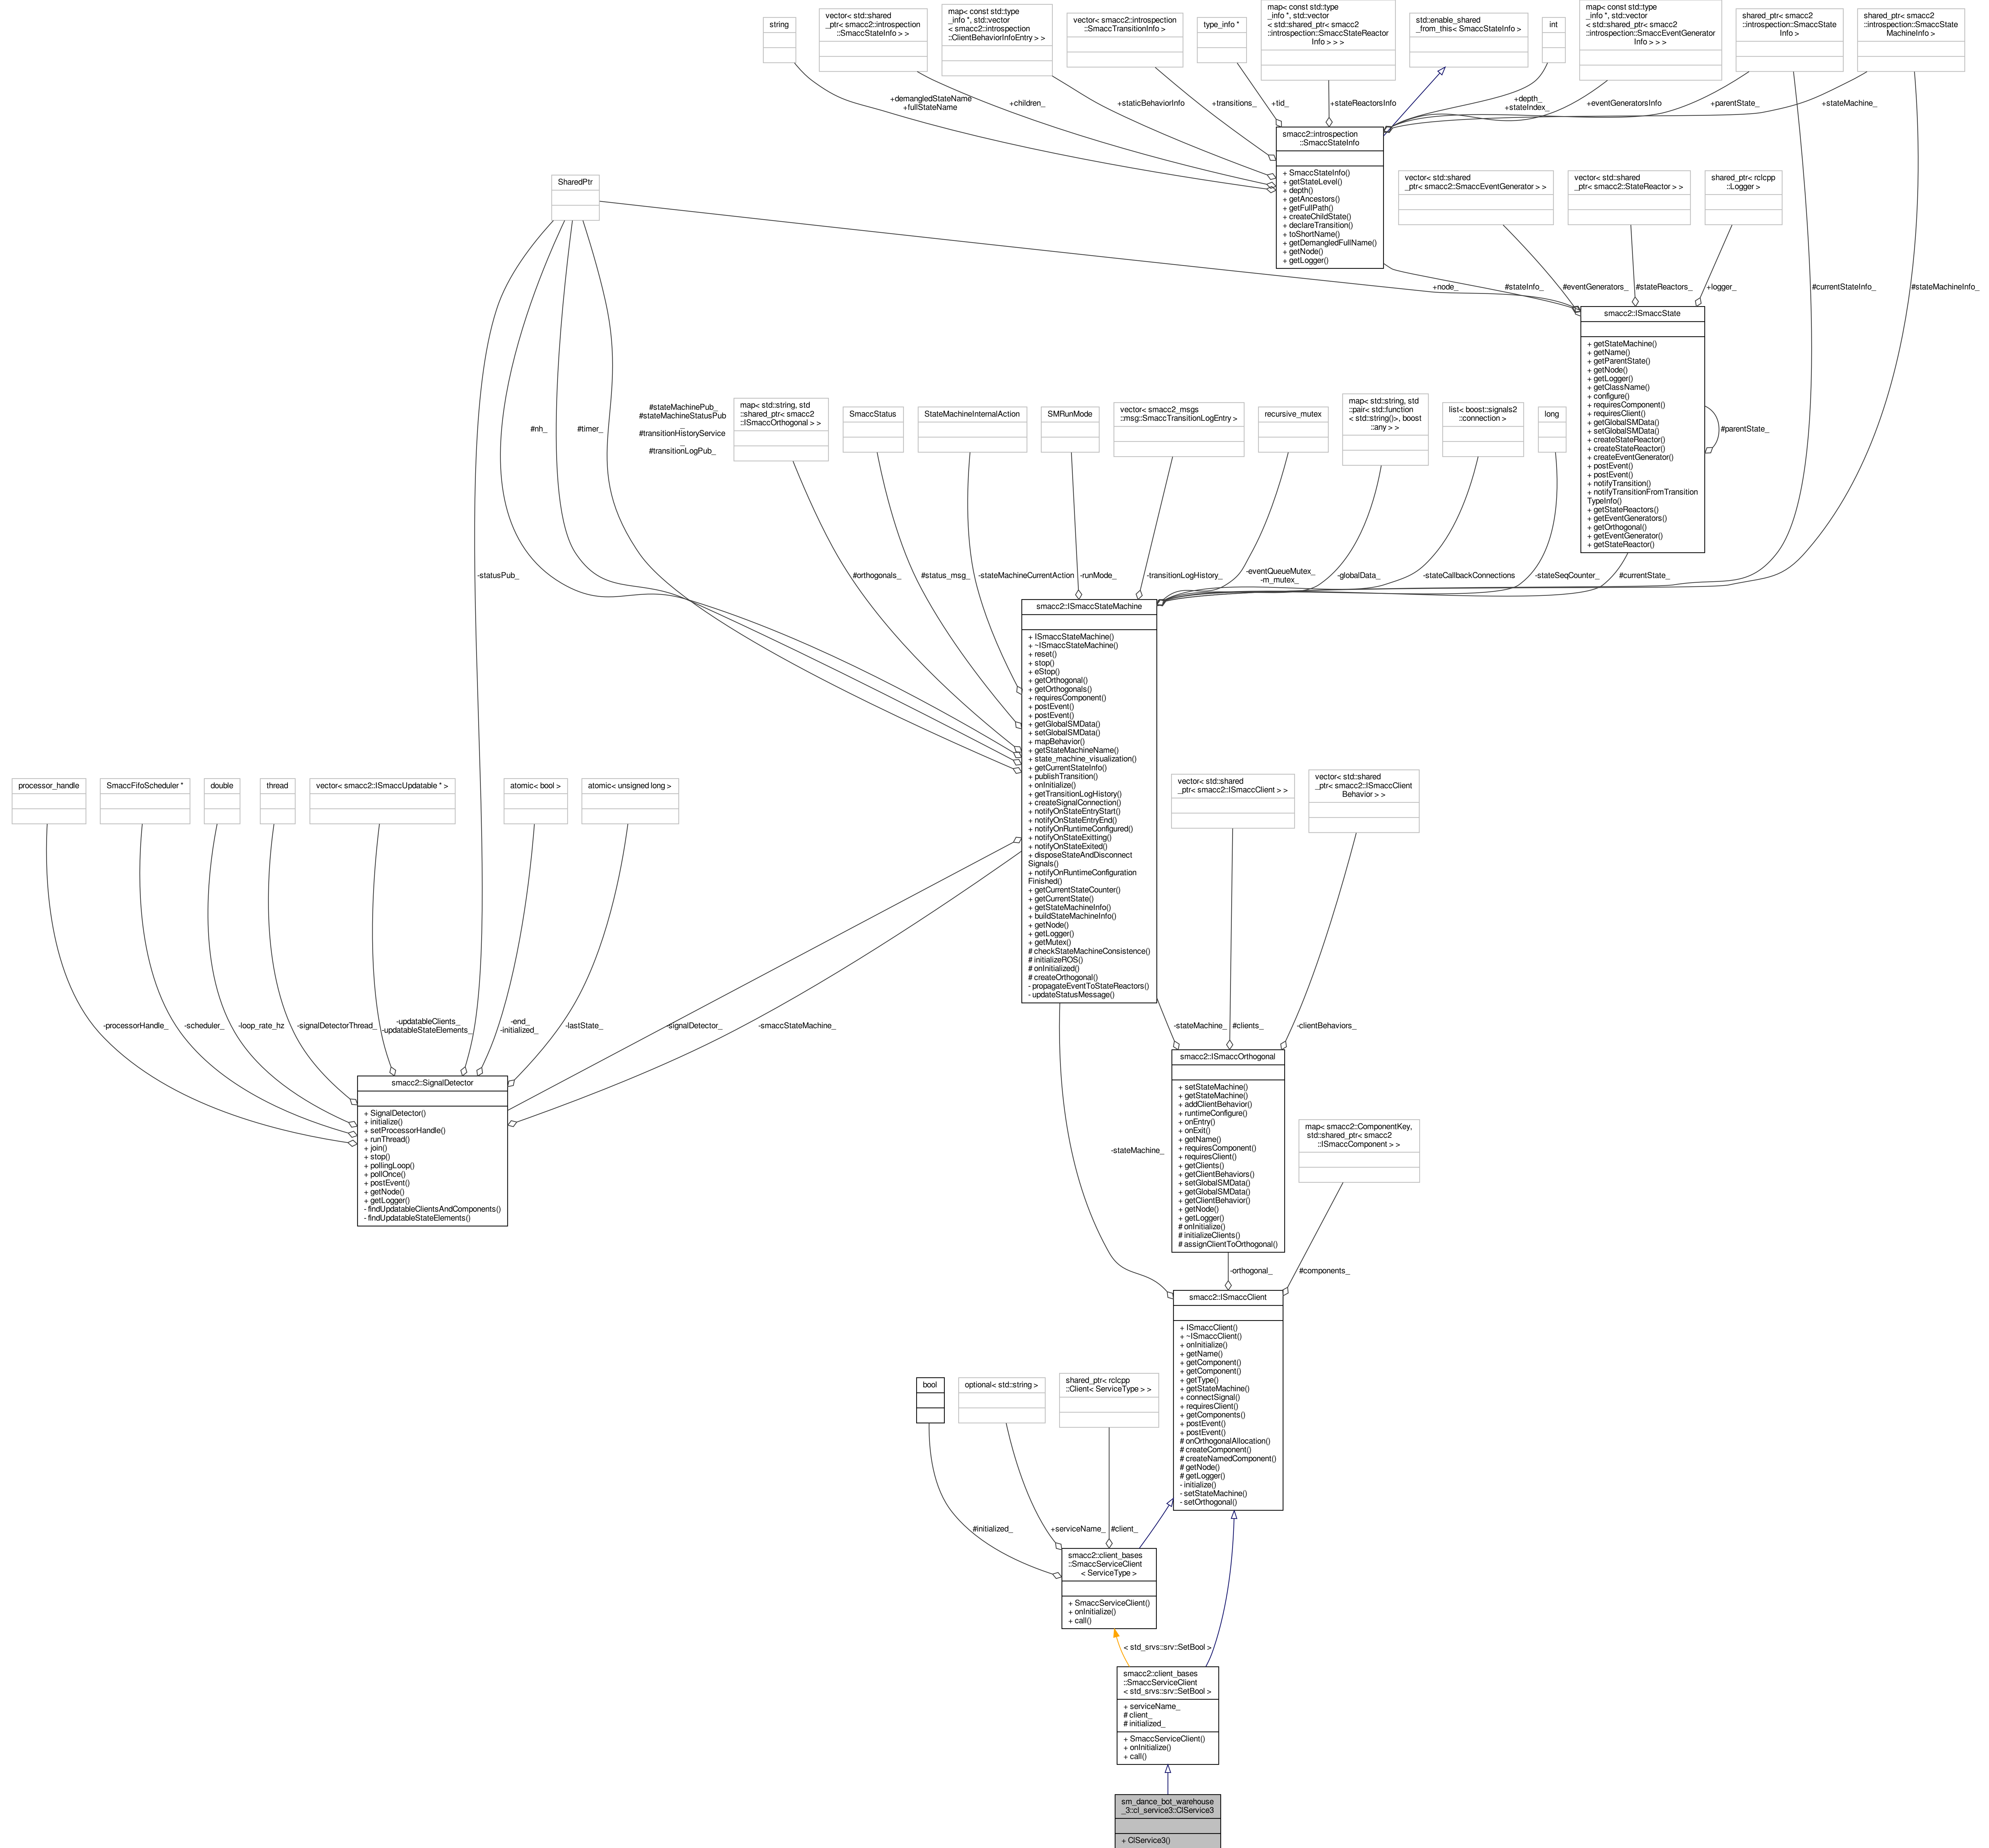 string
vector< std::shared
_ptr< smacc2::introspection
::SmaccStateInfo > >
map< const std::type
_info *, std::vector
< smacc2::introspection
::ClientBehaviorInfoEntry > >
vector< smacc2::introspection
::SmaccTransitionInfo >
type_info *
map< const std::type
_info *, std::vector
< std::shared_ptr< smacc2
::introspection::SmaccStateReactor
Info > > >
std::enable_shared
_from_this< SmaccStateInfo >
int
map< const std::type
_info *, std::vector
< std::shared_ptr< smacc2
::introspection::SmaccEventGenerator
Info > > >
shared_ptr< smacc2
::introspection::SmaccState
Info >
shared_ptr< smacc2
::introspection::SmaccState
MachineInfo >
+demangledStateName
+fullStateName
+children_
+staticBehaviorInfo
+transitions_
+tid_
+stateReactorsInfo
+depth_
+stateIndex_
+eventGeneratorsInfo
+parentState_
+stateMachine_
smacc2::introspection
::SmaccStateInfo
+ SmaccStateInfo()
+ getStateLevel()
+ depth()
+ getAncestors()
+ getFullPath()
+ createChildState()
+ declareTransition()
+ toShortName()
+ getDemangledFullName()
+ getNode()
+ getLogger()
SharedPtr
vector< std::shared
_ptr< smacc2::SmaccEventGenerator > >
vector< std::shared
_ptr< smacc2::StateReactor > >
shared_ptr< rclcpp
::Logger >
+node_
#stateInfo_
#eventGenerators_
#stateReactors_
+logger_
#currentStateInfo_
#stateMachineInfo_
smacc2::ISmaccState
+ getStateMachine()
+ getName()
+ getParentState()
+ getNode()
+ getLogger()
+ getClassName()
+ configure()
+ requiresComponent()
+ requiresClient()
+ getGlobalSMData()
+ setGlobalSMData()
+ createStateReactor()
+ createStateReactor()
+ createEventGenerator()
+ postEvent()
+ postEvent()
+ notifyTransition()
+ notifyTransitionFromTransition
TypeInfo()
+ getStateReactors()
+ getEventGenerators()
+ getOrthogonal()
+ getEventGenerator()
+ getStateReactor()
#parentState_
#nh_
#timer_
#stateMachinePub_
#stateMachineStatusPub
_
#transitionHistoryService
_
#transitionLogPub_
map< std::string, std
::shared_ptr< smacc2
::ISmaccOrthogonal > >
SmaccStatus
StateMachineInternalAction
SMRunMode
vector< smacc2_msgs
::msg::SmaccTransitionLogEntry >
recursive_mutex
map< std::string, std
::pair< std::function
< std::string()>, boost
::any > >
list< boost::signals2
::connection >
long
-statusPub_
#orthogonals_
#status_msg_
-stateMachineCurrentAction
-runMode_
-transitionLogHistory_
-eventQueueMutex_
-m_mutex_
-globalData_
-stateCallbackConnections
-stateSeqCounter_
#currentState_
smacc2::ISmaccStateMachine
+ ISmaccStateMachine()
+ ~ISmaccStateMachine()
+ reset()
+ stop()
+ eStop()
+ getOrthogonal()
+ getOrthogonals()
+ requiresComponent()
+ postEvent()
+ postEvent()
+ getGlobalSMData()
+ setGlobalSMData()
+ mapBehavior()
+ getStateMachineName()
+ state_machine_visualization()
+ getCurrentStateInfo()
+ publishTransition()
+ onInitialize()
+ getTransitionLogHistory()
+ createSignalConnection()
+ notifyOnStateEntryStart()
+ notifyOnStateEntryEnd()
+ notifyOnRuntimeConfigured()
+ notifyOnStateExitting()
+ notifyOnStateExited()
+ disposeStateAndDisconnect
Signals()
+ notifyOnRuntimeConfiguration
Finished()
+ getCurrentStateCounter()
+ getCurrentState()
+ getStateMachineInfo()
+ buildStateMachineInfo()
+ getNode()
+ getLogger()
+ getMutex()
# checkStateMachineConsistence()
# initializeROS()
# onInitialized()
# createOrthogonal()
- propagateEventToStateReactors()
- updateStatusMessage()
processor_handle
SmaccFifoScheduler *
double
thread
vector< smacc2::ISmaccUpdatable * >
atomic< bool >
atomic< unsigned long >
vector< std::shared
_ptr< smacc2::ISmaccClient > >
vector< std::shared
_ptr< smacc2::ISmaccClient
Behavior > >
-processorHandle_
-scheduler_
-loop_rate_hz
-signalDetectorThread_
-updatableClients_
-updatableStateElements_
-end_
-initialized_
-lastState_
-signalDetector_
-smaccStateMachine_
-stateMachine_
#clients_
-clientBehaviors_
smacc2::SignalDetector
+ SignalDetector()
+ initialize()
+ setProcessorHandle()
+ runThread()
+ join()
+ stop()
+ pollingLoop()
+ pollOnce()
+ postEvent()
+ getNode()
+ getLogger()
- findUpdatableClientsAndComponents()
- findUpdatableStateElements()
smacc2::ISmaccOrthogonal
+ setStateMachine()
+ getStateMachine()
+ addClientBehavior()
+ runtimeConfigure()
+ onEntry()
+ onExit()
+ getName()
+ requiresComponent()
+ requiresClient()
+ getClients()
+ getClientBehaviors()
+ setGlobalSMData()
+ getGlobalSMData()
+ getClientBehavior()
+ getNode()
+ getLogger()
# onInitialize()
# initializeClients()
# assignClientToOrthogonal()
map< smacc2::ComponentKey,
std::shared_ptr< smacc2
::ISmaccComponent > >
-stateMachine_
-orthogonal_
#components_
smacc2::ISmaccClient
+ ISmaccClient()
+ ~ISmaccClient()
+ onInitialize()
+ getName()
+ getComponent()
+ getComponent()
+ getType()
+ getStateMachine()
+ connectSignal()
+ requiresClient()
+ getComponents()
+ postEvent()
+ postEvent()
# onOrthogonalAllocation()
# createComponent()
# createNamedComponent()
# getNode()
# getLogger()
- initialize()
- setStateMachine()
- setOrthogonal()
bool
optional< std::string >
shared_ptr< rclcpp
::Client< ServiceType > >
#initialized_
+serviceName_
#client_
smacc2::client_bases
::SmaccServiceClient
< ServiceType >
+ SmaccServiceClient()
+ onInitialize()
+ call()
< std_srvs::srv::SetBool >
smacc2::client_bases
::SmaccServiceClient
< std_srvs::srv::SetBool >
+ serviceName_
# client_
# initialized_
+ SmaccServiceClient()
+ onInitialize()
+ call()
sm_dance_bot_warehouse
_3::cl_service3::ClService3
+ ClService3()